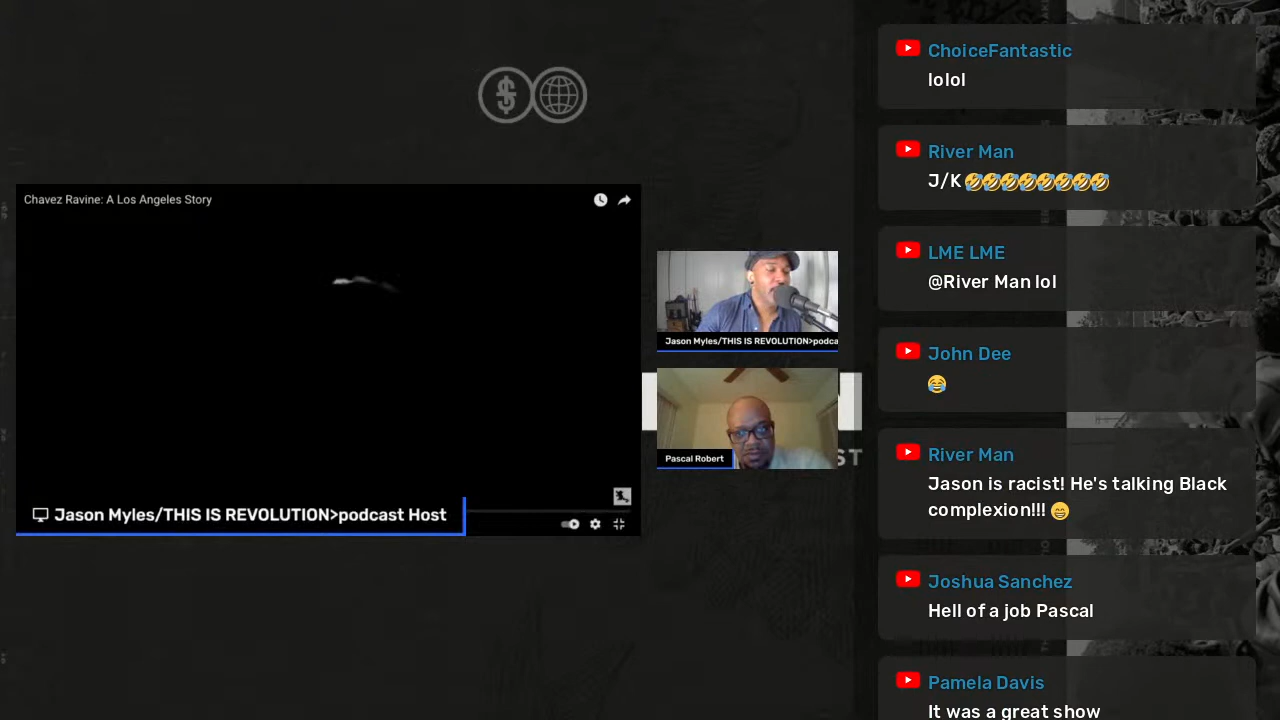 Chavez Ravine: A Los Angeles Story
Jason Myles/THIS IS REVOLUTION>podcast Host
Jason Myles/THIS IS REVOLUTION>podca
Pascal Robert
ST
ChoiceFantastic
lolol
River Man
J/K 🤣🤣🤣🤣🤣🤣🤣🤣
LME LME
@River Man lol
John Dee
😂
River Man
Jason is racist! He's talking Black
complexion!!! 😁
Joshua Sanchez
Hell of a job Pascal
Pamela Davis
It was a great show